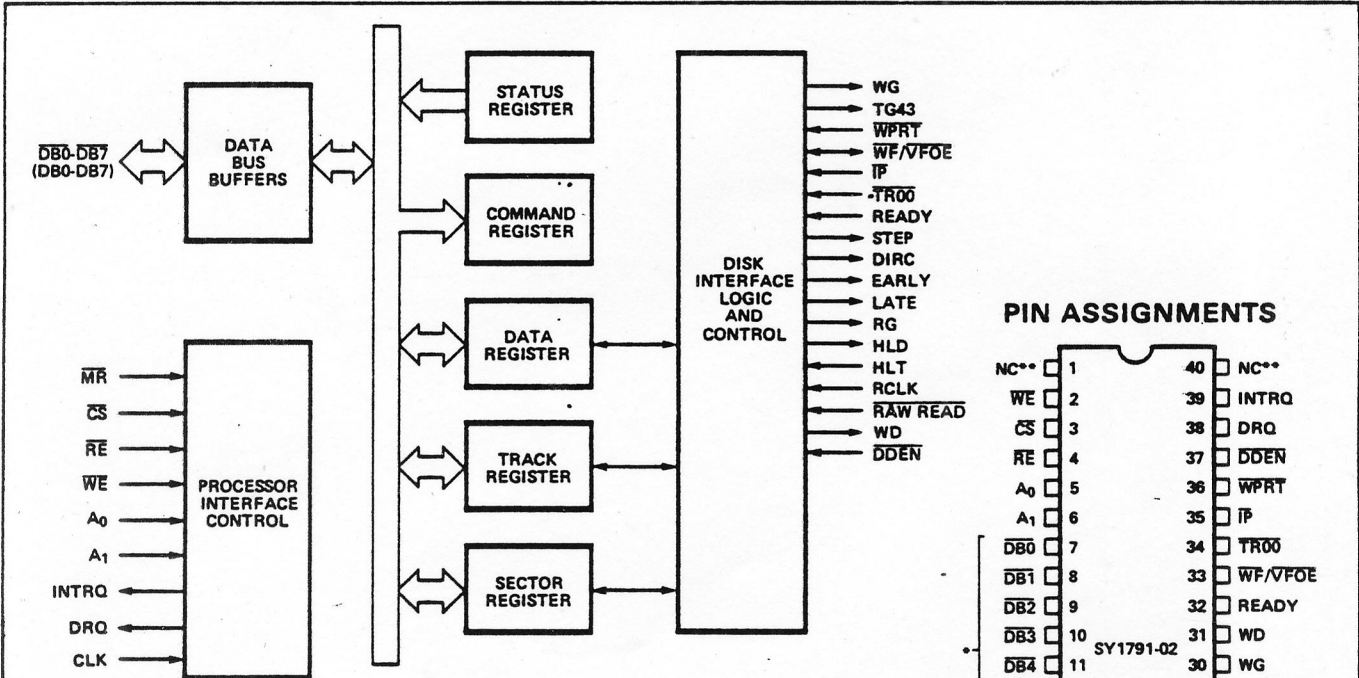 DB0-DB7
(DB0-DB7)
DATA
BUS
BUFFERS
MR
CS
RE
WE
A0
A1
INTRQ
DRQ
CLK
PROCESSOR
INTERFACE
CONTROL
STATUS
REGISTER
COMMAND
REGISTER
DATA
REGISTER
TRACK
REGISTER
SECTOR
REGISTER
DISK
INTERFACE
LOGIC
AND
CONTROL
WG
TG43
WPRT
WF/VFOE
IP
TR00
READY
STEP
DIRC
EARLY
LATE
RG
HLD
HLT
RCLK
RAW READ
WD
DDEN
PIN ASSIGNMENTS
NC** 1 40 NC**
WE 2 39 INTRQ
CS 3 38 DRQ
RE 4 37 DDEN
A0 5 36 WPRT
A1 6 35 IP
DB0 7 34 TR00
DB1 8 33 WF/VFOE
DB2 9 32 READY
DB3 10 31 WD
SY1791-02
DB4 11 30 WG